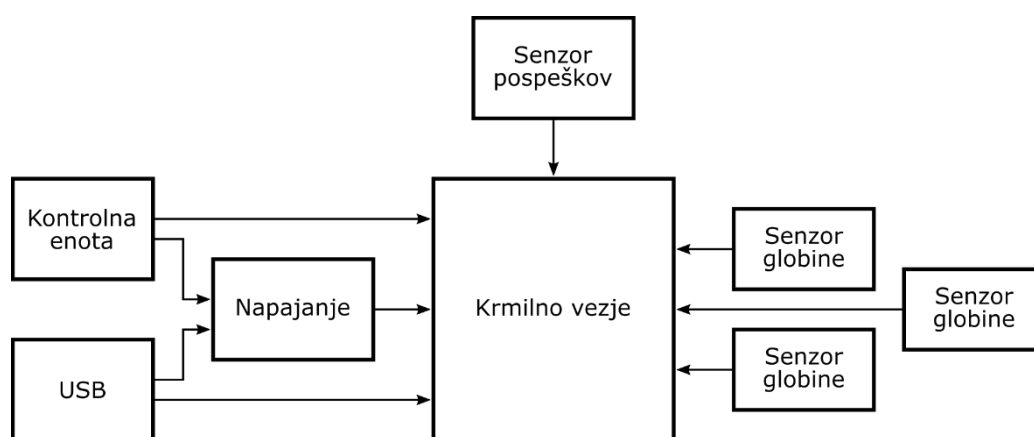 Senzor
pospeškov
Kontrolna
enota
Napajanje
USB
Krmilno vezje
Senzor
globine
Senzor
globine
Senzor
globine